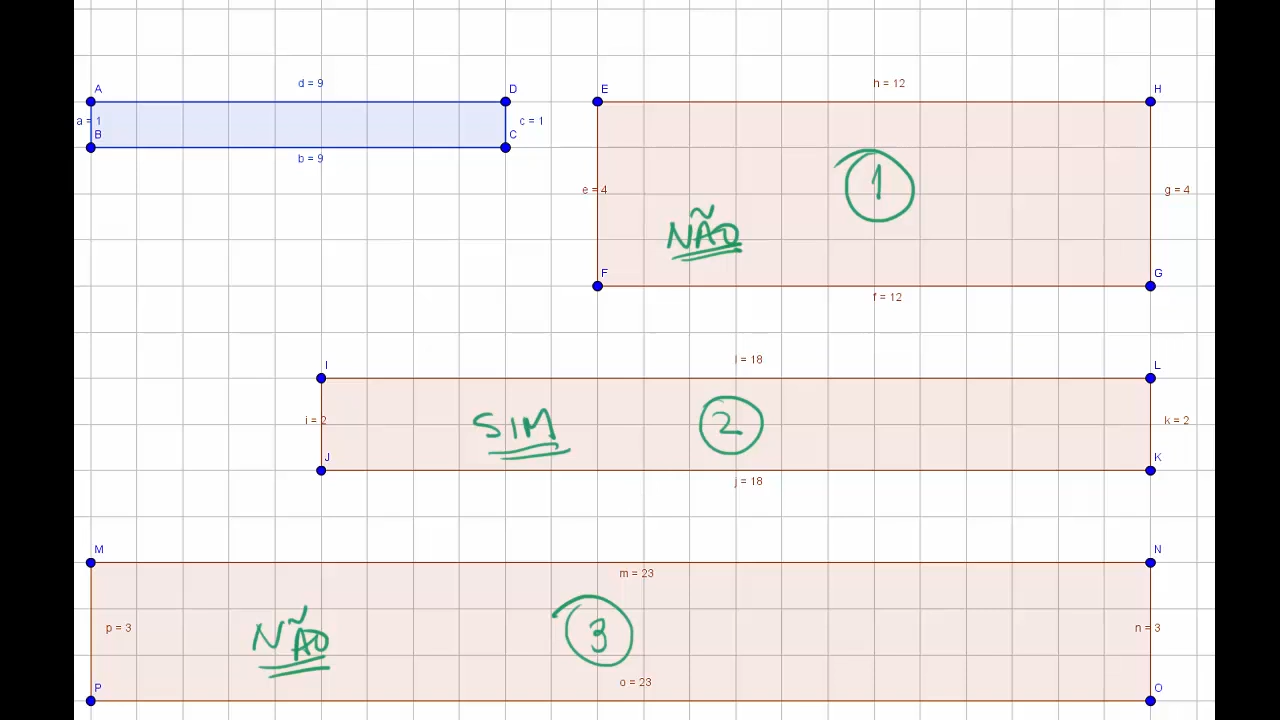 d = 9
h = 12
A
D
E
H
a = 1
c = 1
B
C
b = 9
1
e = 4
g = 4
NÃO
F
G
f = 12
l = 18
I
L
i = 2
SIM
2
k = 2
J
K
j = 18
M
N
m = 23
p = 3
NÃO
3
n = 3
P
o = 23
O